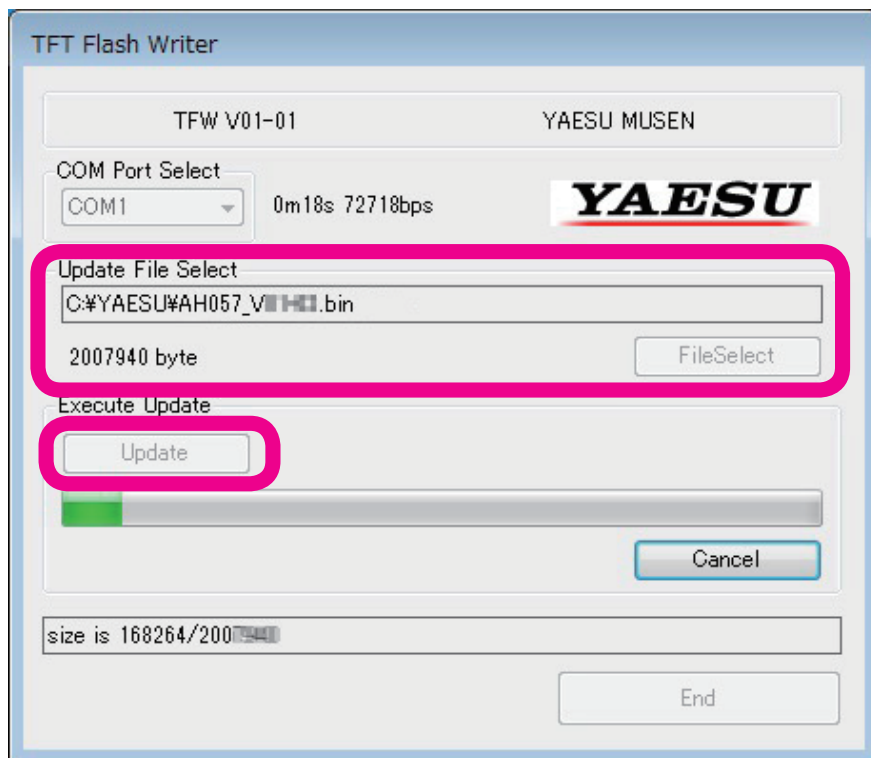 TFT Flash Writer
TFW V01-01 YAESU MUSEN
COM Port Select
COM1 0m18s 72718bps YAESU
Update File Select
C:¥YAESU¥AH057_V .bin
2007940 byte FileSelect
Execute Update
Update
Cancel
size is 168264/200
End